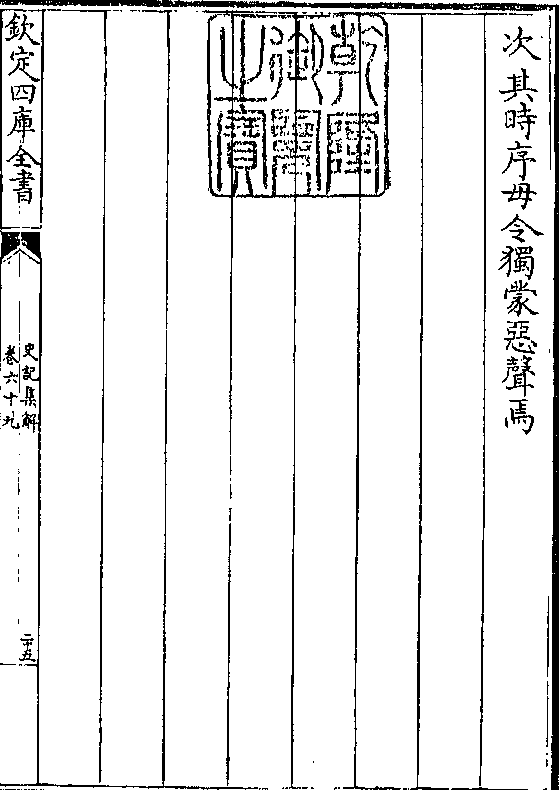 次其時序毋令獨蒙惡聲焉
乾隆
御覽
之寶
欽定四庫全書
史記集解
卷六十九
二十五